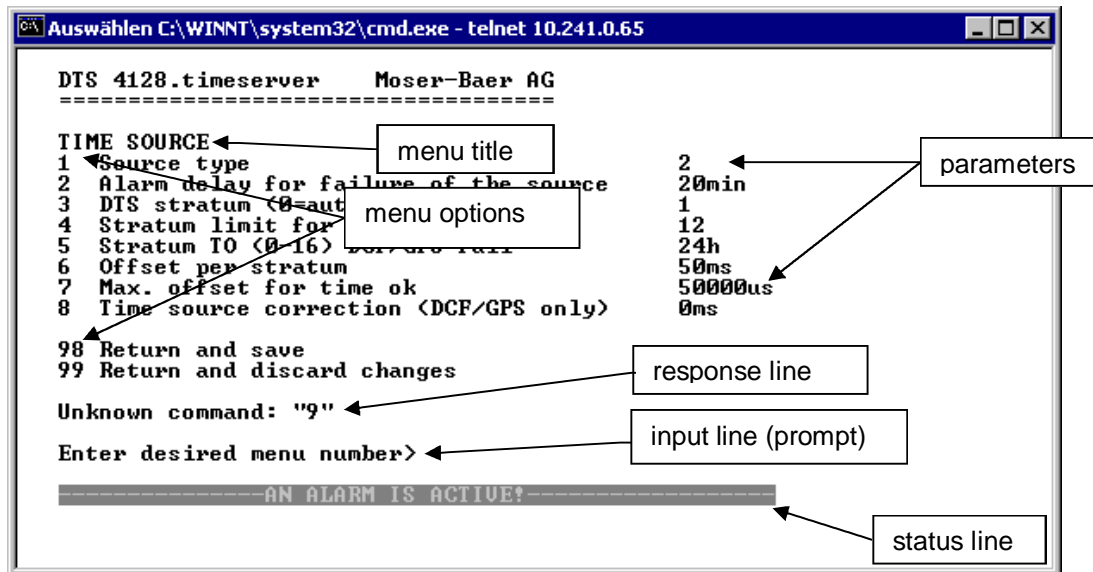 Auswählen C:\WINNT\system32\cmd.exe - telnet 10.241.0.65
DTS 4128.timeserver Moser-Baer AG
====================================
TIME SOURCE
menu title
1 Source type 2
parameters
2 Alarm delay for failure of the source 20min
3 DTS stratum (0=aut 1
menu options
4 Stratum limit for 12
5 Stratum TO (0-16) 24h
6 Offset per stratum 50ms
7 Max. offset for time ok 50000us
8 Time source correction (DCF/GPS only) 0ms
98 Return and save
99 Return and discard changes
response line
Unknown command: "9"
input line (prompt)
Enter desired menu number>
---------------AN ALARM IS ACTIVE!------------------
status line